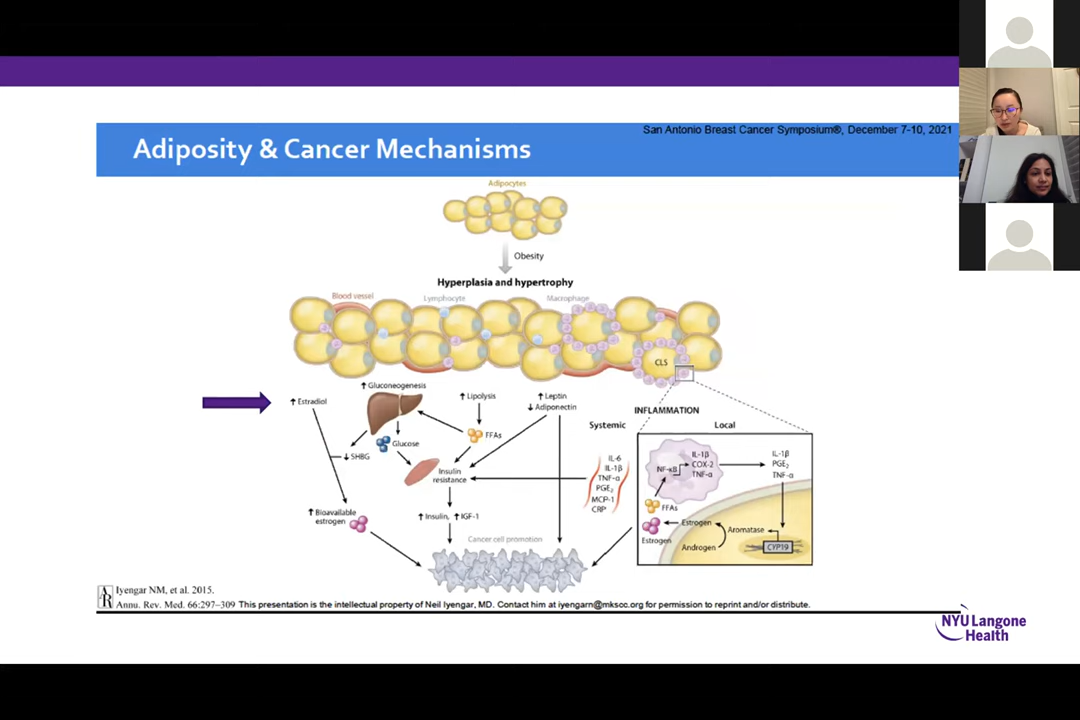 San Antonio Breast Cancer Symposium®, December 7-10, 2021
Adiposity & Cancer Mechanisms
Adipocytes
Obesity
Hyperplasia and hypertrophy
Blood vessel
Lymphocyte
Macrophage
CLS
↑ Estradiol
↑ Gluconeogenesis
↑ Lipolysis
↑ Leptin
↓ Adiponectin
FFAs
Glucose
↓ SHBG
Insulin
resistance
↑ Bioavailable
estrogen
↑ Insulin, ↑ IGF-1
Cancer cell promotion
INFLAMMATION
Systemic
Local
IL-6
IL-1β
TNF-α
PGE2
MCP-1
CRP
NF-κB
IL-1β
COX-2
TNF-α
IL-1β
PGE2
TNF-α
FFAs
Estrogen
Estrogen
Aromatase
Androgen
CYP19
Iyengar NM, et al. 2015.
Annu. Rev. Med. 66:297–309
This presentation is the intellectual property of Neil Iyengar, MD. Contact him at iyengarn@mkscc.org for permission to reprint and/or distribute.
AR
NYU Langone
Health